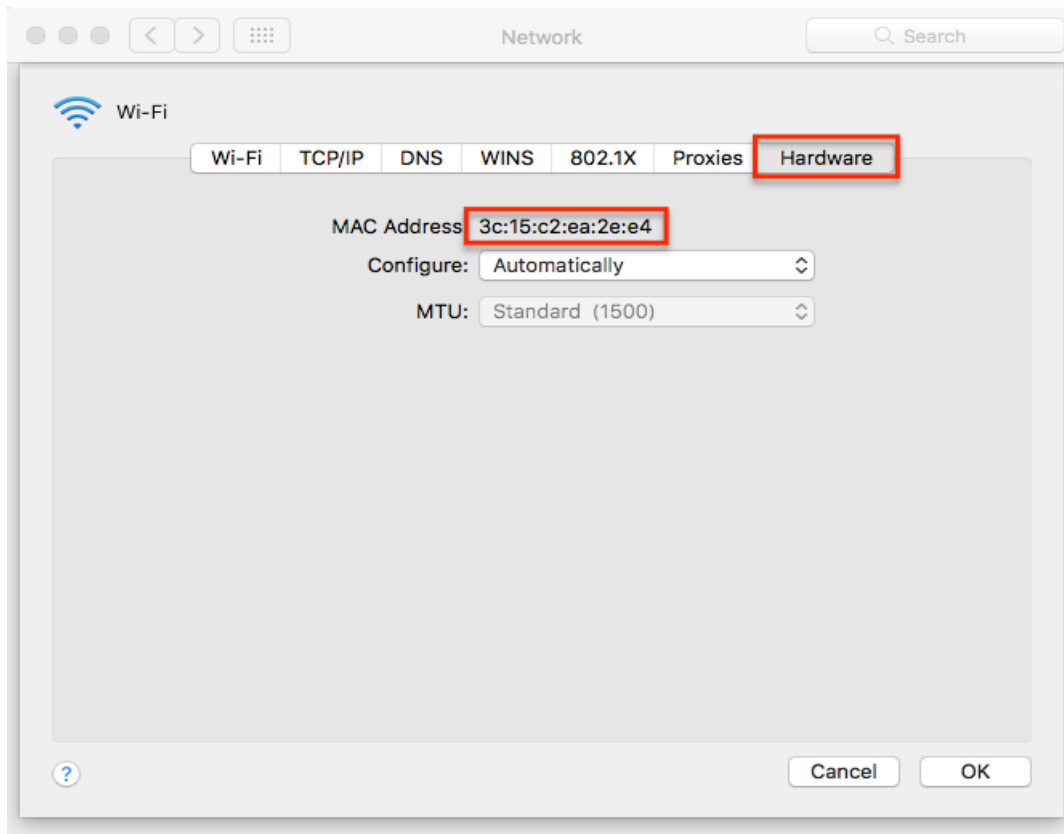 Network
Search
Wi-Fi
Wi-Fi TCP/IP DNS WINS 802.1X Proxies Hardware
MAC Address 3c:15:c2:ea:2e:e4
Configure: Automatically
MTU: Standard (1500)
? Cancel OK